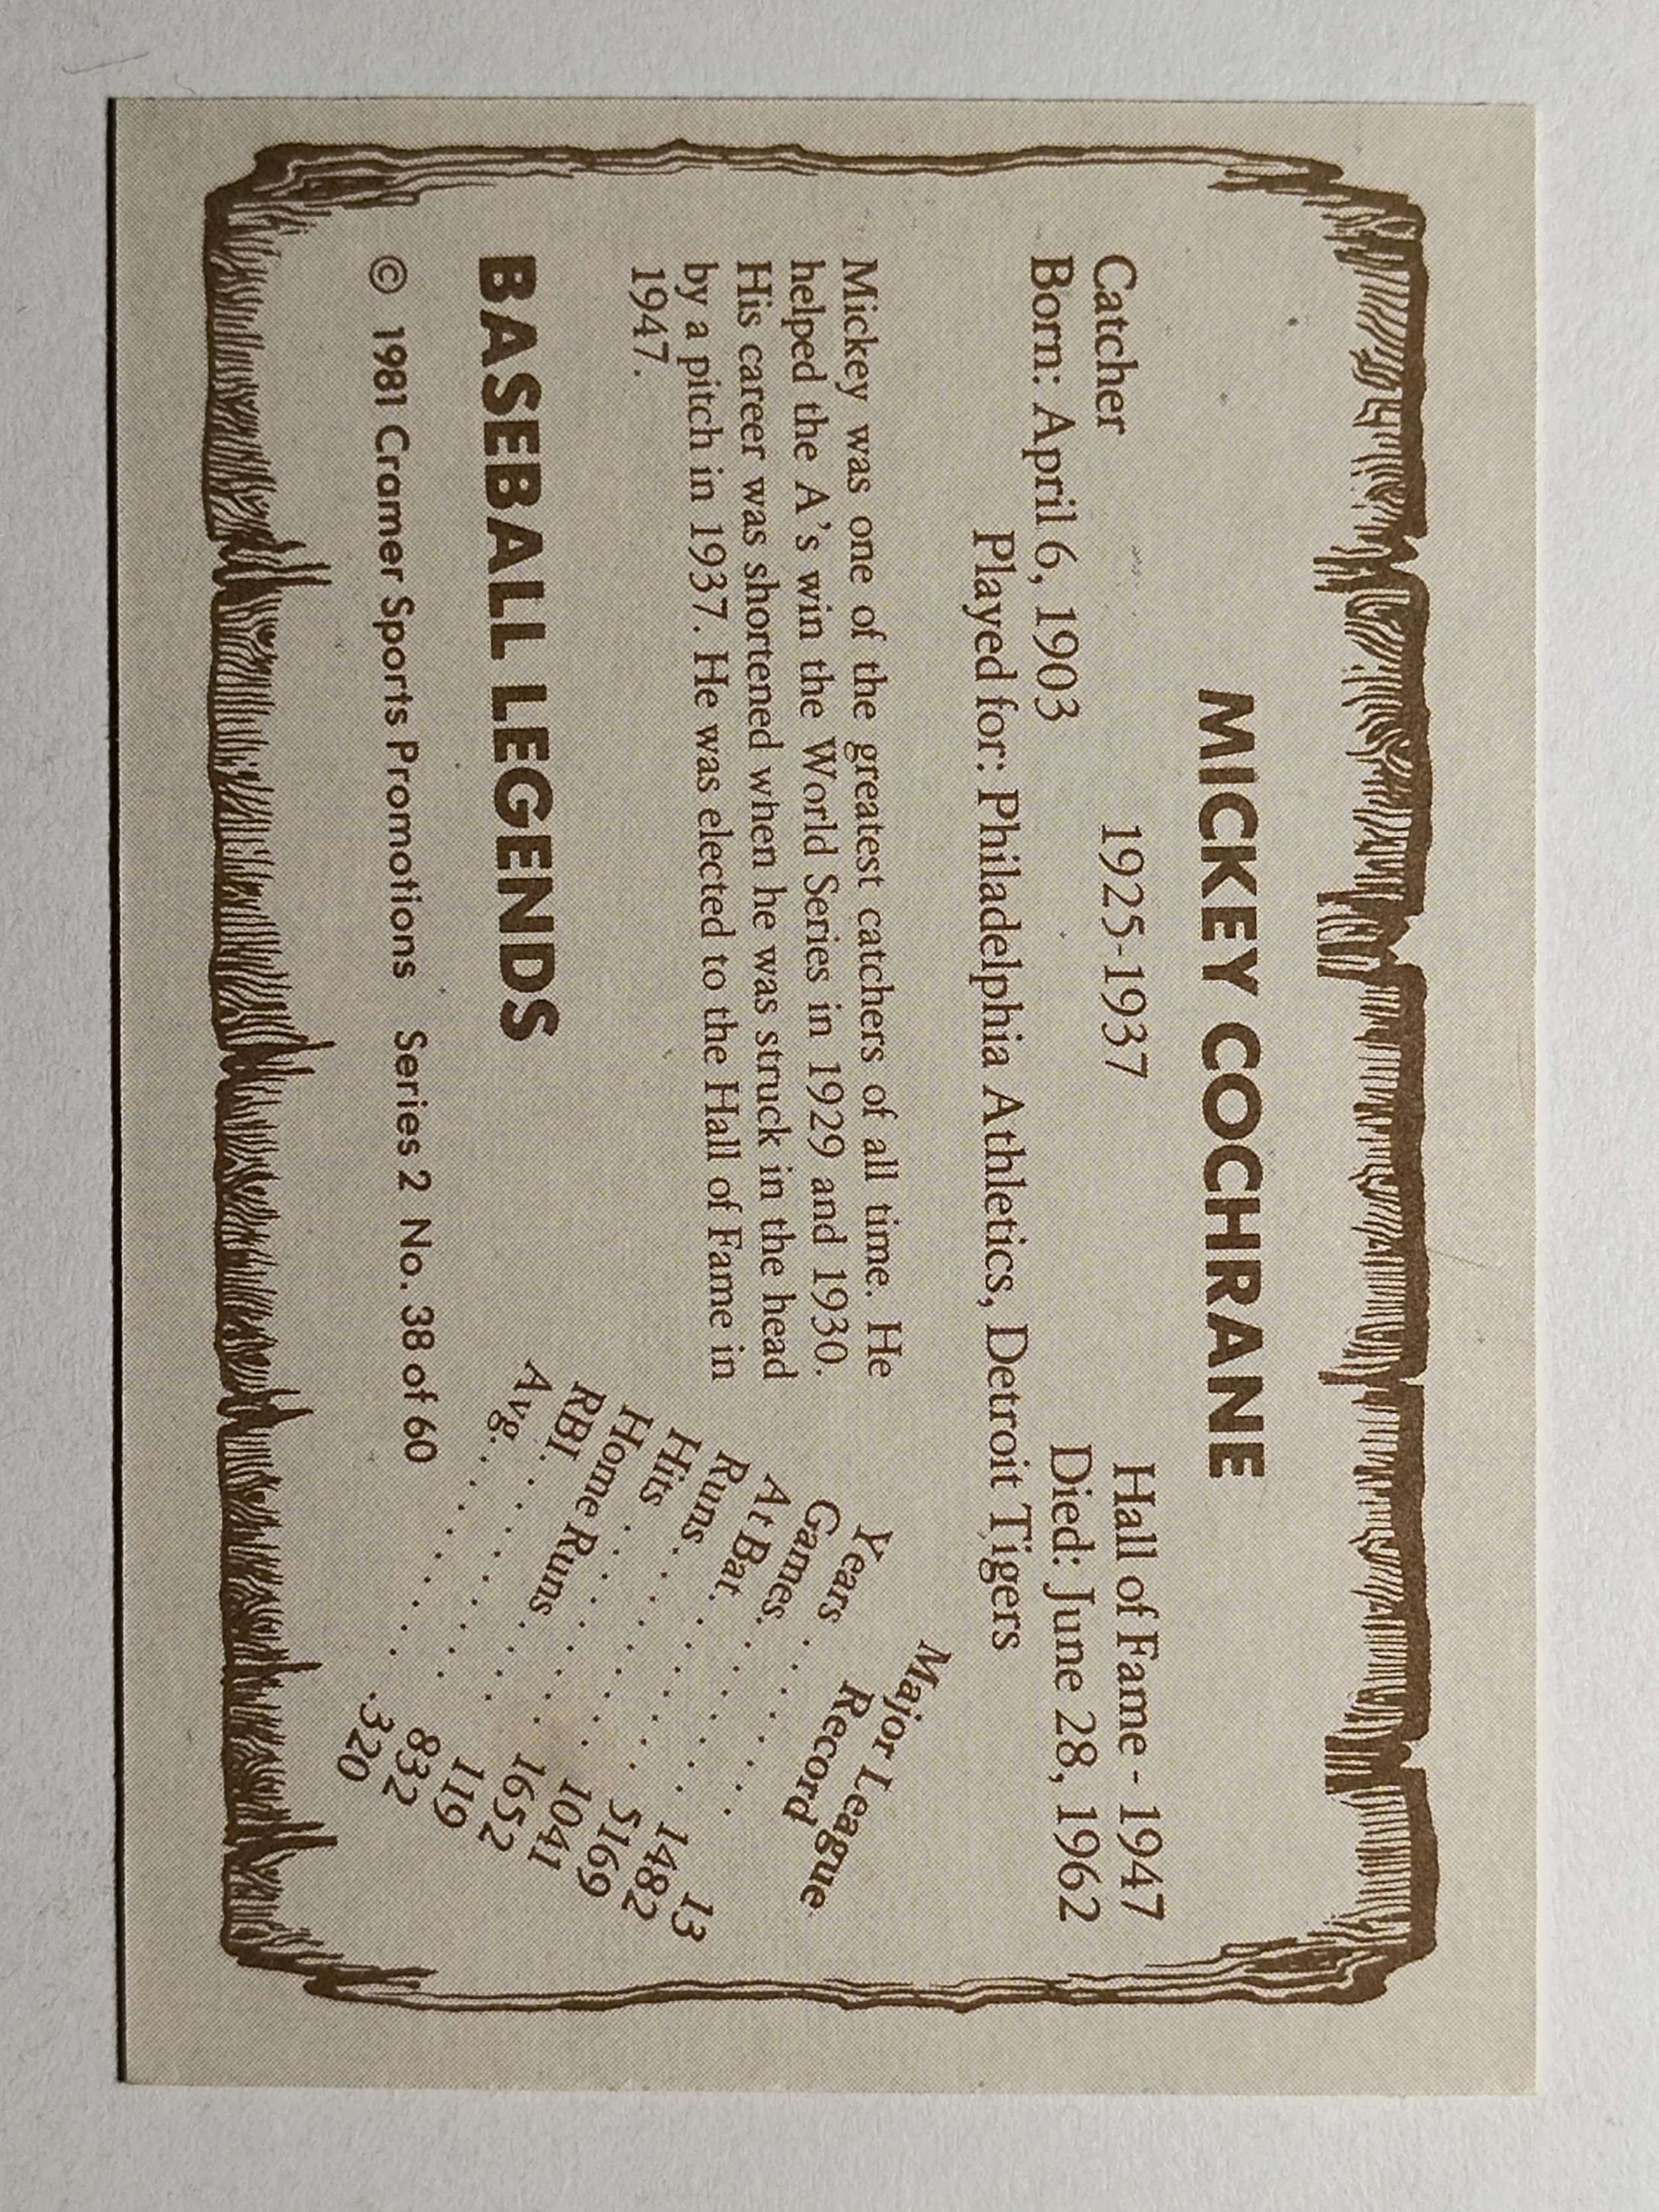 MICKEY COCHRANE
Catcher 1925-1937 Hall of Fame - 1947
Born: April 6, 1903 Died: June 28, 1962
Played for: Philadelphia Athletics, Detroit Tigers
Mickey was one of the greatest catchers of all time. He
helped the A's win the World Series in 1929 and 1930.
His career was shortened when he was struck in the head
by a pitch in 1937. He was elected to the Hall of Fame in
1947.
Major League
Record
Years . . . . . . . 13
Games . . . . . . . 1482
At Bat . . . . . . . 5169
Runs . . . . . . . 1041
Hits . . . . . . . 1652
Home Runs . . . . 119
RBI . . . . . . . 832
Avg. . . . . . . . .320
BASEBALL LEGENDS
© 1981 Cramer Sports Promotions Series 2 No. 38 of 60